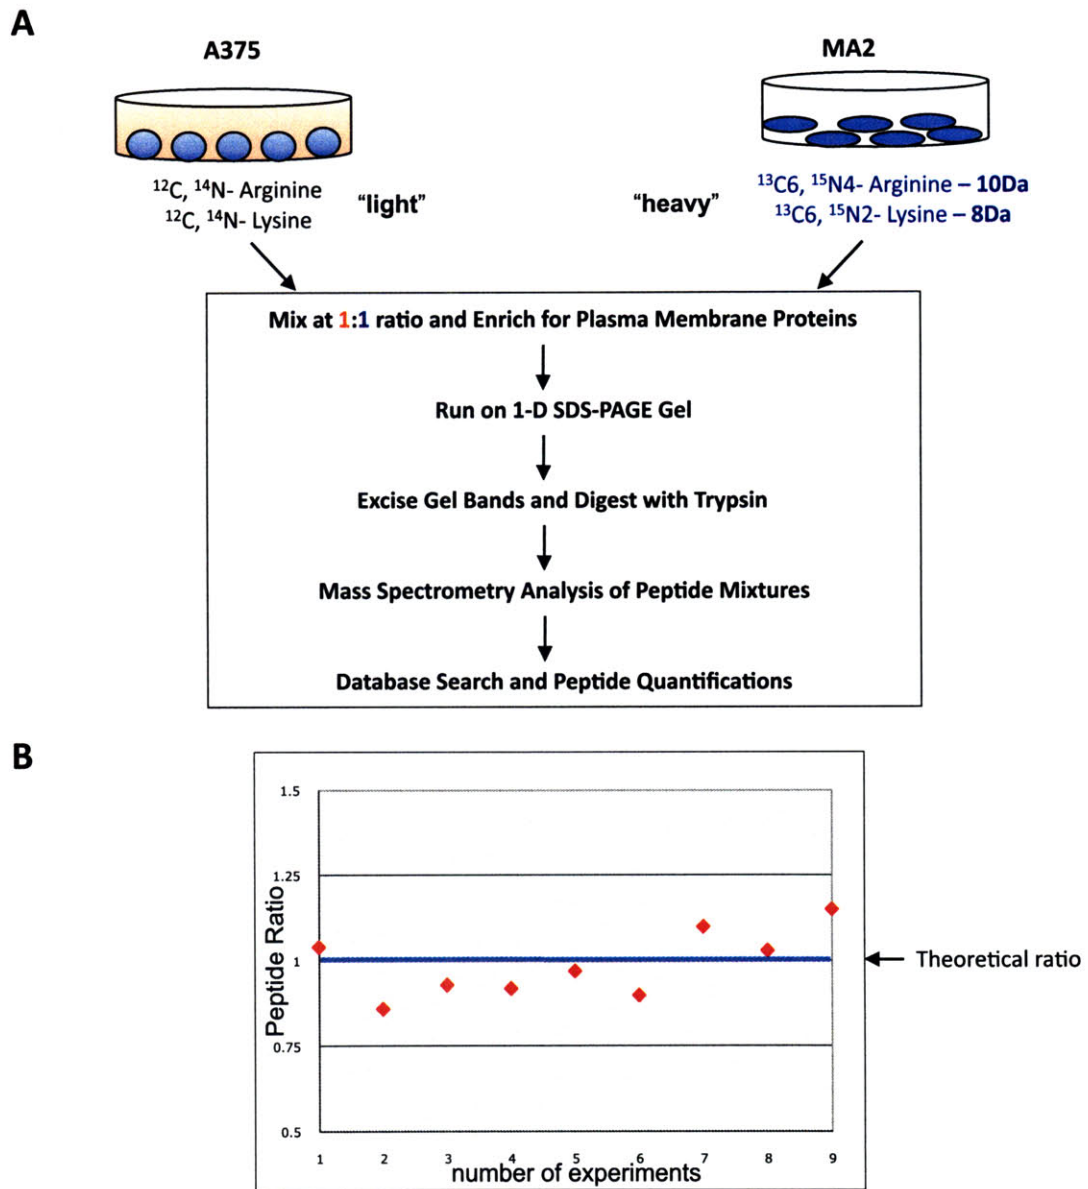 A
A375
MA2
¹²C, ¹⁴N- Arginine
¹²C, ¹⁴N- Lysine
"light"
"heavy"
¹³C6, ¹⁵N4- Arginine – 10Da
¹³C6, ¹⁵N2- Lysine – 8Da
Mix at 1:1 ratio and Enrich for Plasma Membrane Proteins
Run on 1-D SDS-PAGE Gel
Excise Gel Bands and Digest with Trypsin
Mass Spectrometry Analysis of Peptide Mixtures
Database Search and Peptide Quantifications
B
Peptide Ratio
1.5
1.25
1
0.75
0.5
Theoretical ratio
1 2 3 4 5 6 7 8 9
number of experiments